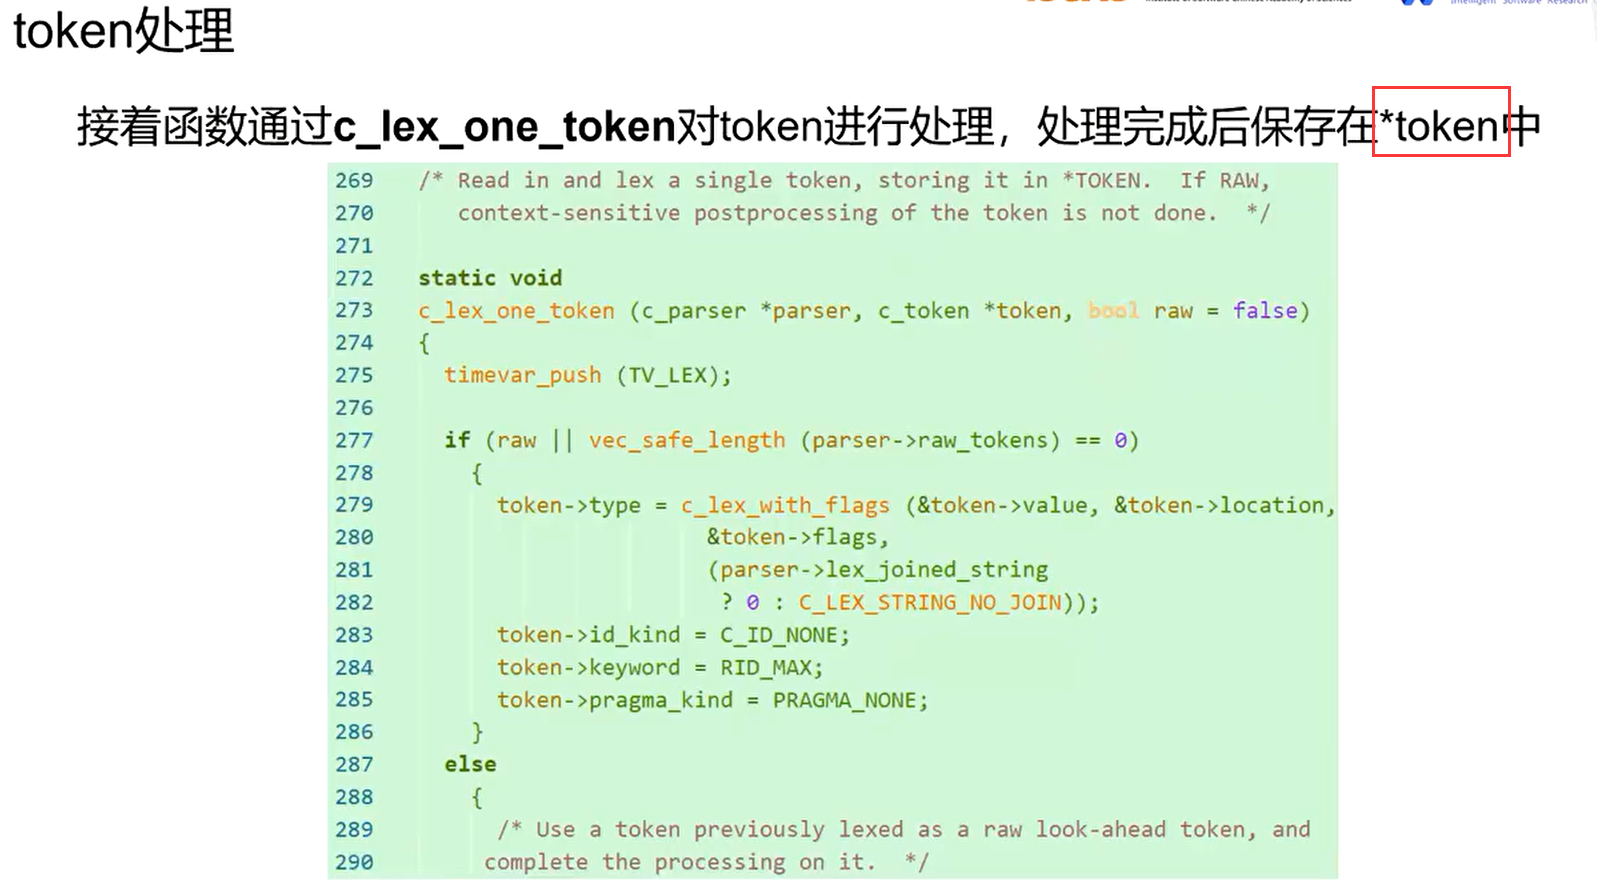 Intelligent Software Research
token处理
接着函数通过c_lex_one_token对token进行处理，处理完成后保存在*token中
269 /* Read in and lex a single token, storing it in *TOKEN. If RAW,
270 context-sensitive postprocessing of the token is not done. */
271
272 static void
273 c_lex_one_token (c_parser *parser, c_token *token, bool raw = false)
274 {
275 timevar_push (TV_LEX);
276
277 if (raw || vec_safe_length (parser->raw_tokens) == 0)
278 {
279 token->type = c_lex_with_flags (&token->value, &token->location,
280 &token->flags,
281 (parser->lex_joined_string
282 ? 0 : C_LEX_STRING_NO_JOIN));
283 token->id_kind = C_ID_NONE;
284 token->keyword = RID_MAX;
285 token->pragma_kind = PRAGMA_NONE;
286 }
287 else
288 {
289 /* Use a token previously lexed as a raw look-ahead token, and
290 complete the processing on it. */